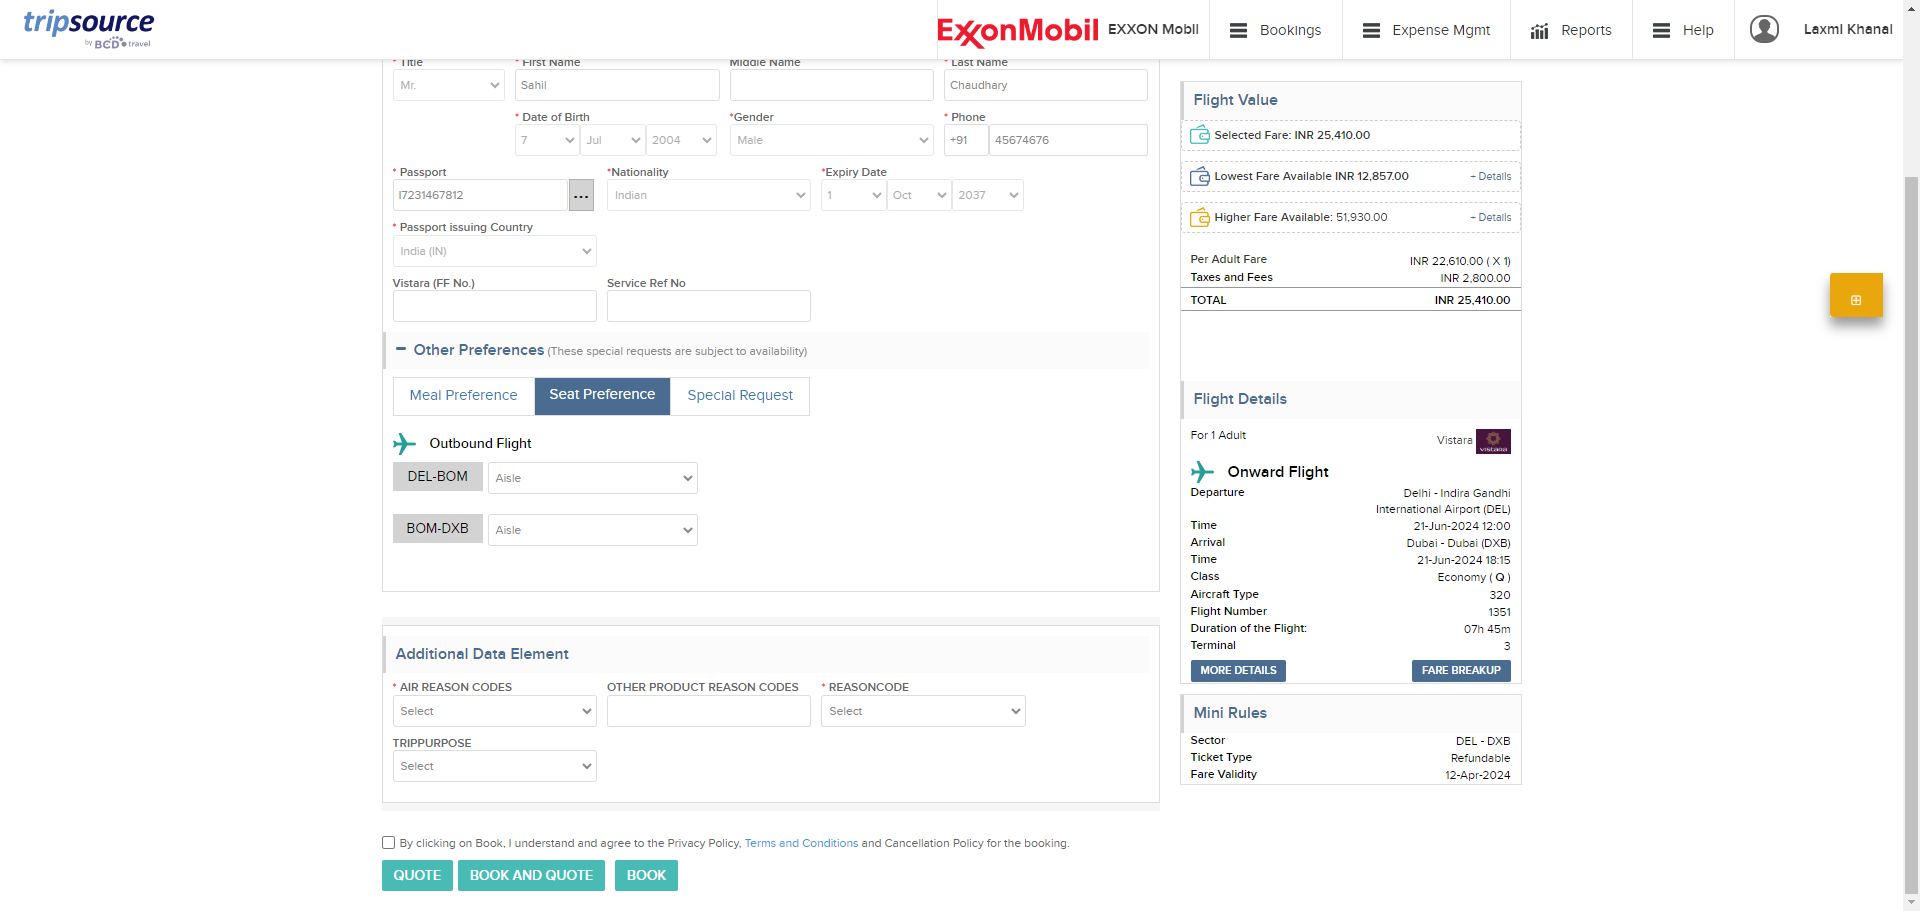 tripsource
by BCD travel
ExxonMobil EXXON Mobil
Bookings
Expense Mgmt
Reports
Help
Laxmi Khanal
* Title * First Name Middle Name * Last Name
Mr. Sahil Chaudhary
* Date of Birth *Gender * Phone
7 Jul 2004 Male +91 45674676
* Passport *Nationality *Expiry Date
I7231467812 ... Indian 1 Oct 2037
* Passport issuing Country
India (IN)
Vistara (FF No.) Service Ref No
Other Preferences (These special requests are subject to availability)
Meal Preference Seat Preference Special Request
Outbound Flight
DEL-BOM Aisle
BOM-DXB Aisle
Additional Data Element
* AIR REASON CODES OTHER PRODUCT REASON CODES * REASONCODE
Select Select
TRIPPURPOSE
Select
By clicking on Book, I understand and agree to the Privacy Policy, Terms and Conditions and Cancellation Policy for the booking.
QUOTE BOOK AND QUOTE BOOK
Flight Value
Selected Fare: INR 25,410.00
Lowest Fare Available INR 12,857.00 + Details
Higher Fare Available: 51,930.00 + Details
Per Adult Fare INR 22,610.00 ( X 1)
Taxes and Fees INR 2,800.00
TOTAL INR 25,410.00
Flight Details
For 1 Adult Vistara VISTARA
Onward Flight
Departure Delhi - Indira Gandhi
International Airport (DEL)
Time 21-Jun-2024 12:00
Arrival Dubai - Dubai (DXB)
Time 21-Jun-2024 18:15
Class Economy ( Q )
Aircraft Type 320
Flight Number 1351
Duration of the Flight: 07h 45m
Terminal 3
MORE DETAILS FARE BREAKUP
Mini Rules
Sector DEL - DXB
Ticket Type Refundable
Fare Validity 12-Apr-2024